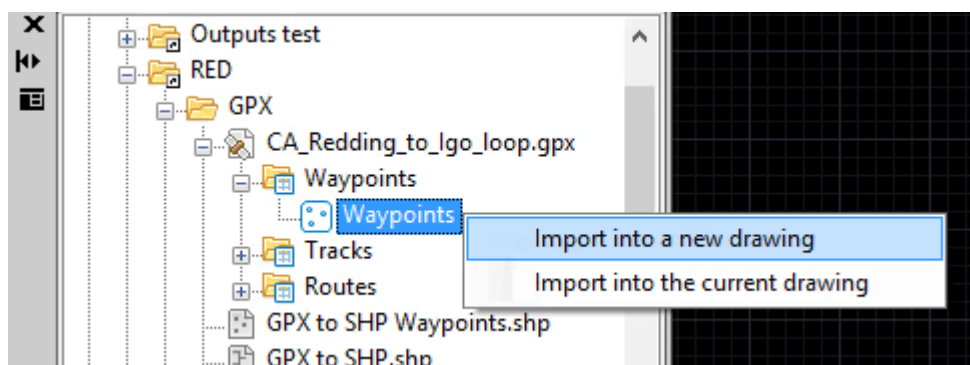 Outputs test
RED
GPX
CA_Redding_to_Igo_loop.gpx
Waypoints
Waypoints
Import into a new drawing
Tracks
Import into the current drawing
Routes
GPX to SHP Waypoints.shp
GPX to SHP.shp